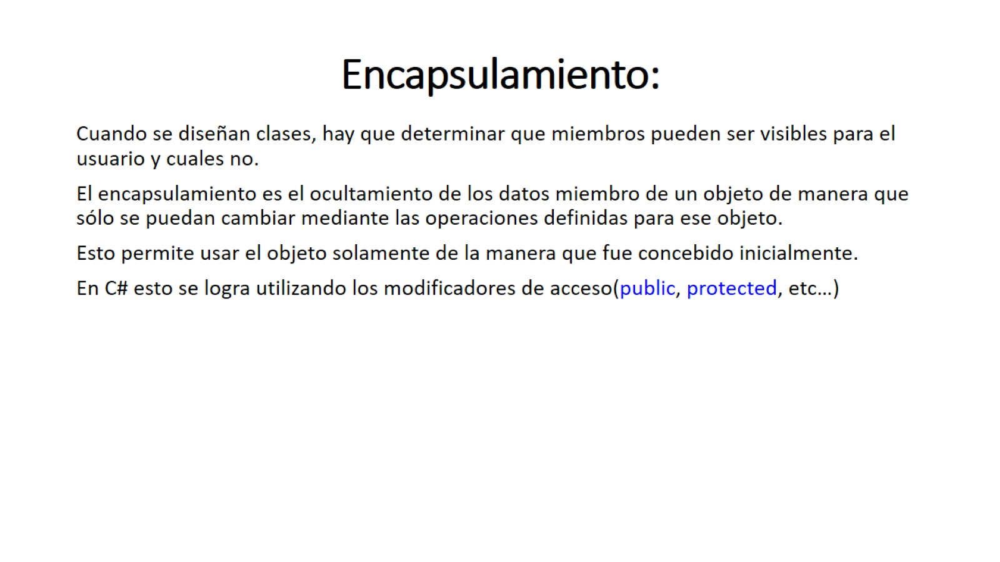 Encapsulamiento:
Cuando se diseñan clases, hay que determinar que miembros pueden ser visibles para el
usuario y cuales no.
El encapsulamiento es el ocultamiento de los datos miembro de un objeto de manera que
sólo se puedan cambiar mediante las operaciones definidas para ese objeto.
Esto permite usar el objeto solamente de la manera que fue concebido inicialmente.
En C# esto se logra utilizando los modificadores de acceso(public, protected, etc…)